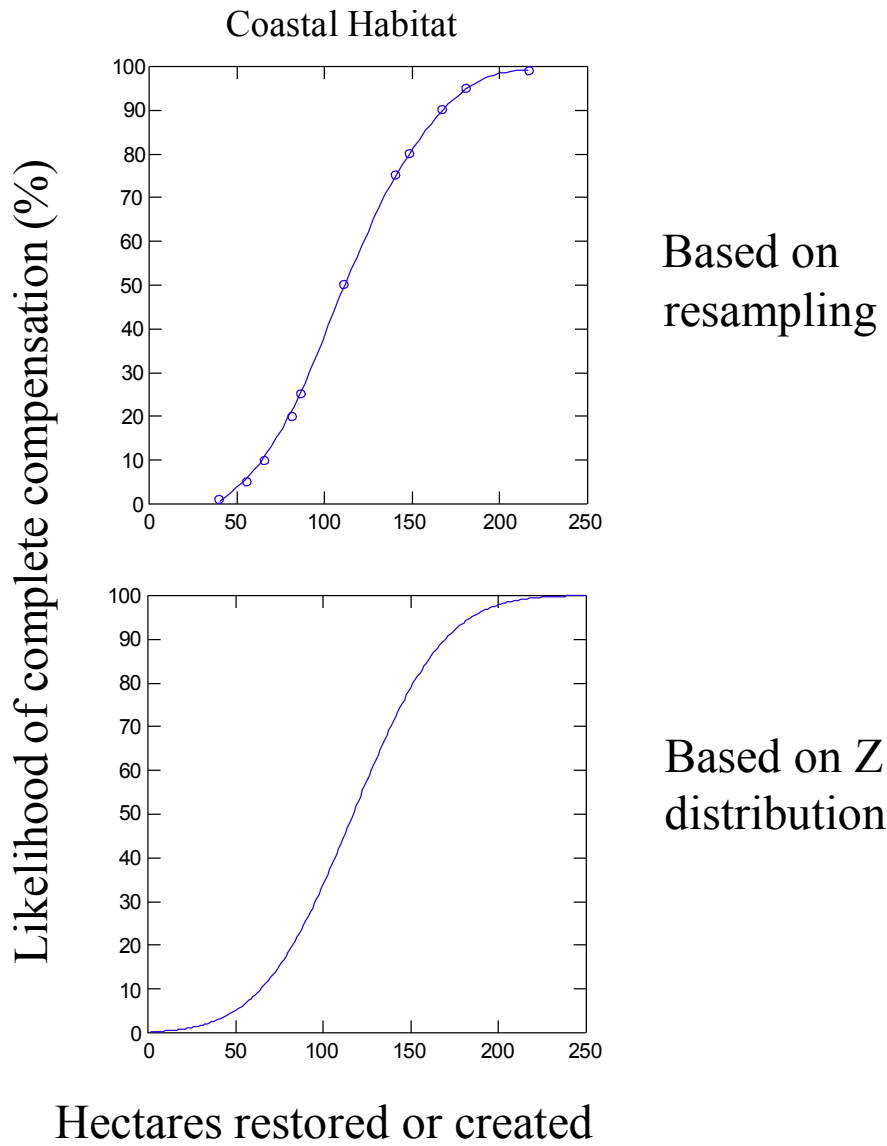 Coastal Habitat
Likelihood of complete compensation (%)
100
90
80
70
60
50
40
30
20
10
0
0 50 100 150 200 250
Based on
resampling
100
90
80
70
60
50
40
30
20
10
0
0 50 100 150 200 250
Based on Z
distribution
Hectares restored or created